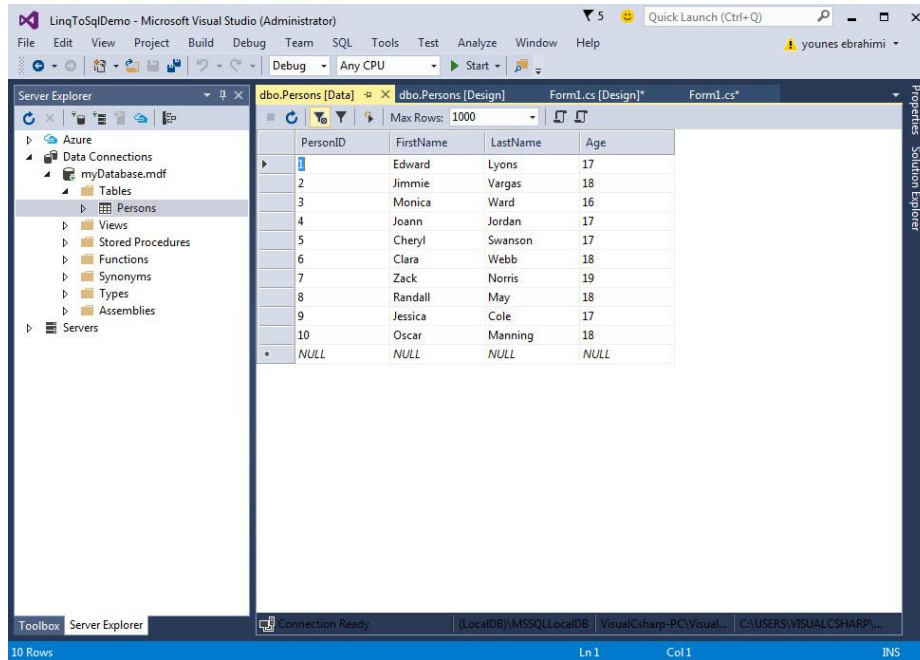 LinqToSqlDemo - Microsoft Visual Studio (Administrator)
5
Quick Launch (Ctrl+Q)
File Edit View Project Build Debug Team SQL Tools Test Analyze Window Help
younes ebrahimi
Debug Any CPU Start
Server Explorer
dbo.Persons [Data] dbo.Persons [Design] Form1.cs [Design]* Form1.cs*
Max Rows: 1000
Azure
Data Connections
myDatabase.mdf
Tables
Persons
Views
Stored Procedures
Functions
Synonyms
Types
Assemblies
Servers
PersonID FirstName LastName Age
1 Edward Lyons 17
2 Jimmie Vargas 18
3 Monica Ward 16
4 Joann Jordan 17
5 Cheryl Swanson 17
6 Clara Webb 18
7 Zack Norris 19
8 Randall May 18
9 Jessica Cole 17
10 Oscar Manning 18
NULL NULL NULL NULL
Properties
Solution Explorer
Toolbox Server Explorer
Connection Ready (LocalDB)\MSSQLLocalDB VisualCsharp-PC\Visual... C:\USERS\VISUALCSHARP\...
10 Rows Ln 1 Col 1 INS